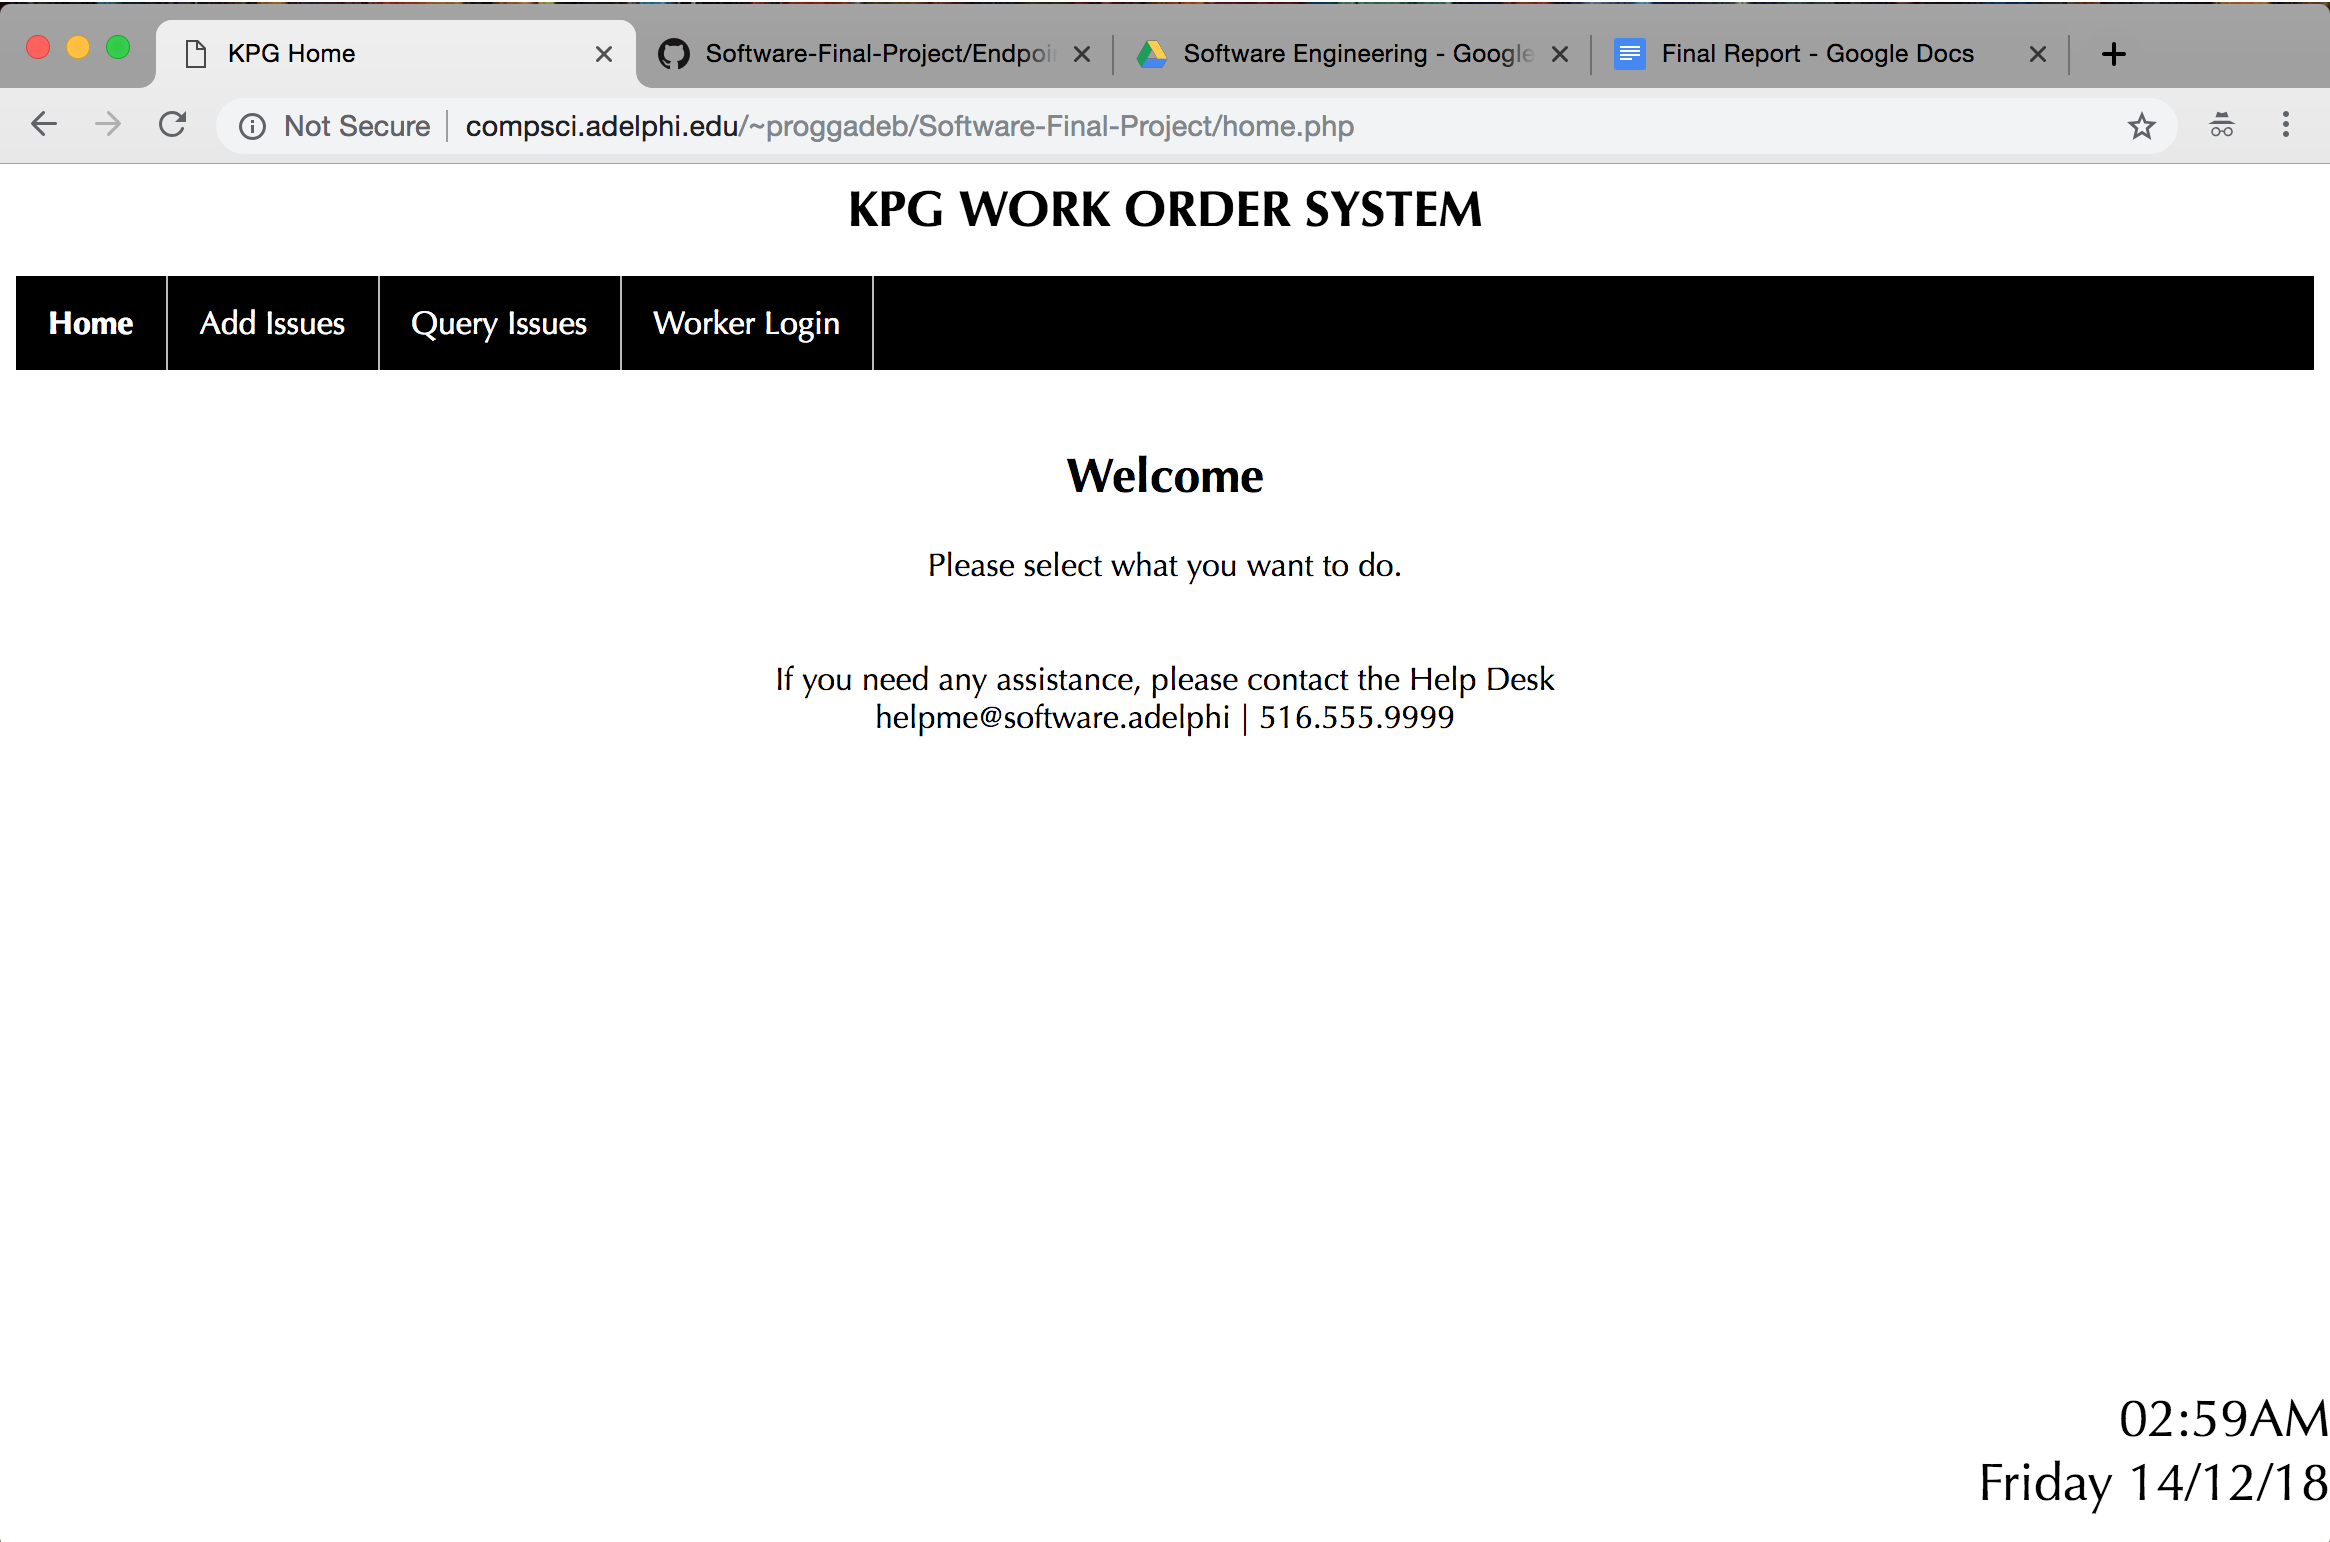 KPG Home
Software-Final-Project/Endpoi
Software Engineering - Google
Final Report - Google Docs
Not Secure
compsci.adelphi.edu/~proggadeb/Software-Final-Project/home.php
KPG WORK ORDER SYSTEM
Home
Add Issues
Query Issues
Worker Login
Welcome
Please select what you want to do.
If you need any assistance, please contact the Help Desk
helpme@software.adelphi | 516.555.9999
02:59AM
Friday 14/12/18